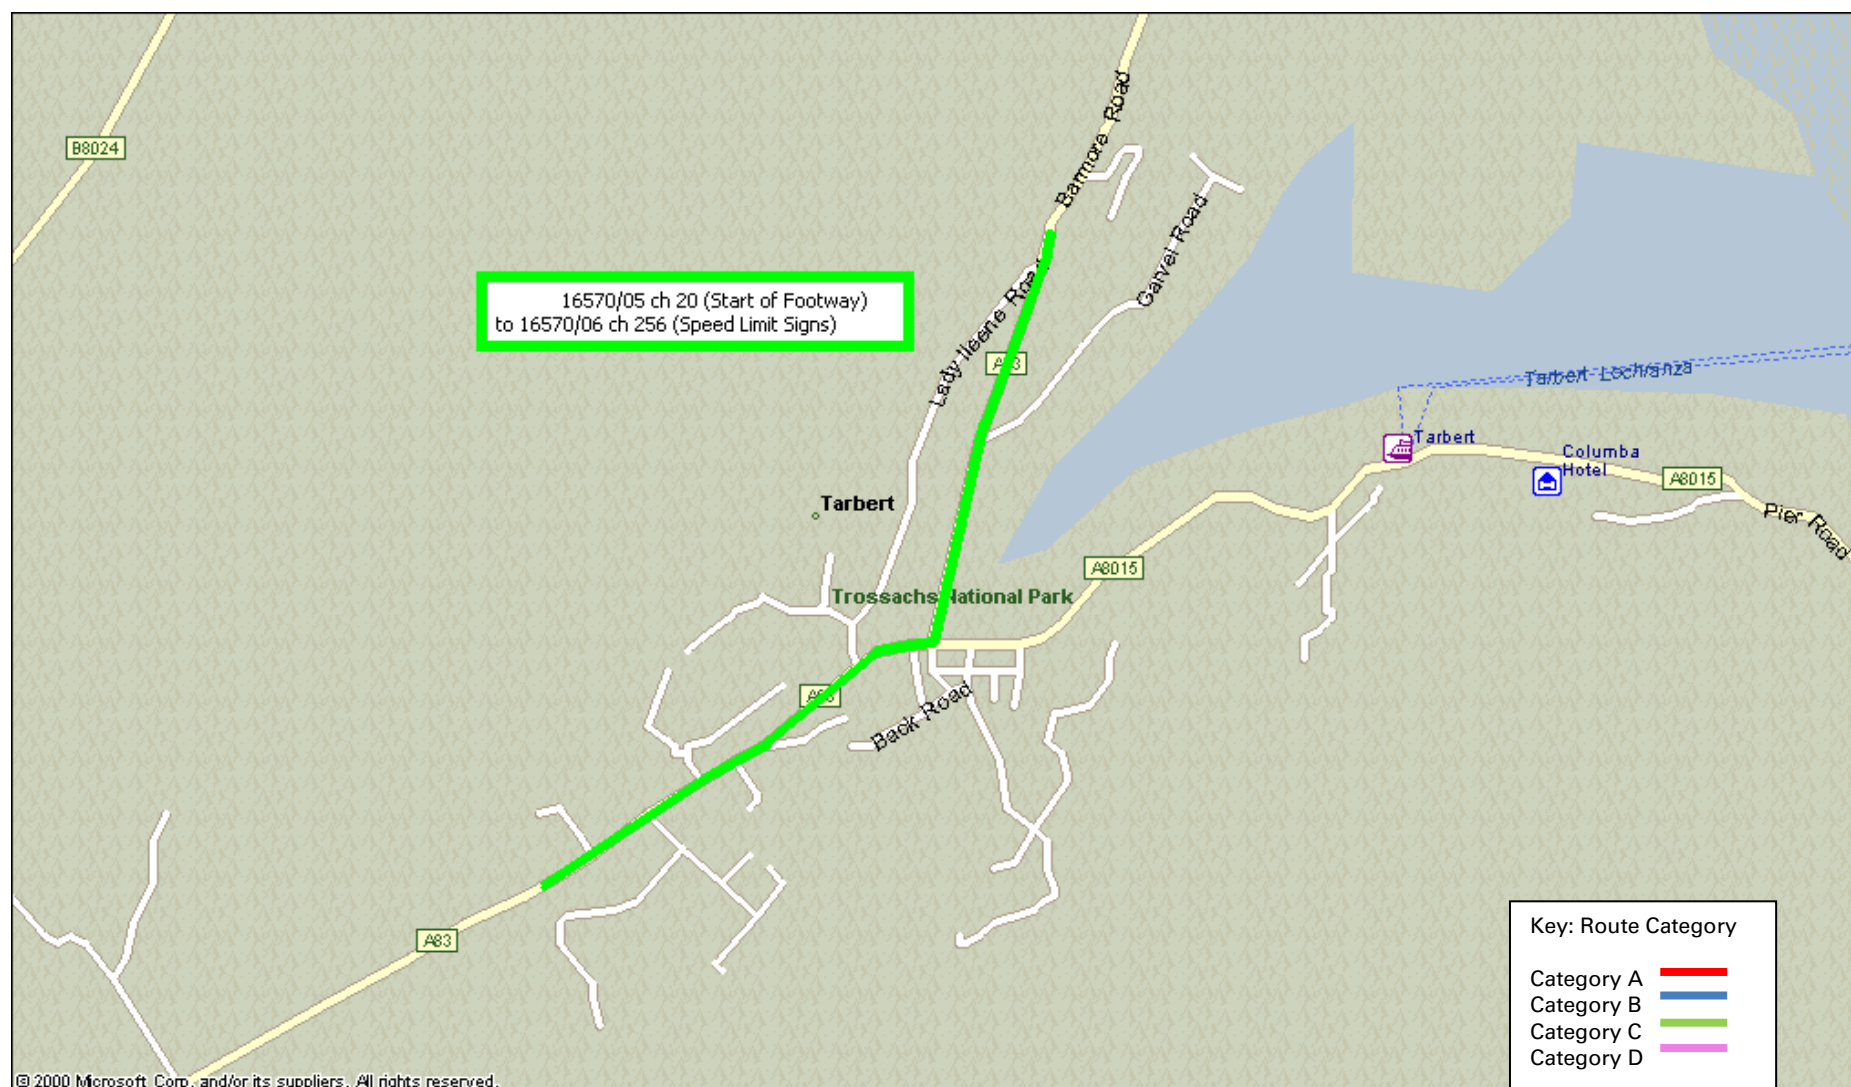 Barmore Road
B8024
Garvel Road
16570/05 ch 20 (Start of Footway)
to 16570/06 ch 256 (Speed Limit Signs)
Lady Ileene Road
A83
Tarbert Lochranza
Tarbert
Columba
Hotel
A8015
Tarbert
Pier Road
A8015
Trossachs National Park
A83
Back Road
A83
Key: Route Category
Category A
Category B
Category C
Category D
© 2000 Microsoft Corp. and/or its suppliers. All rights reserved.